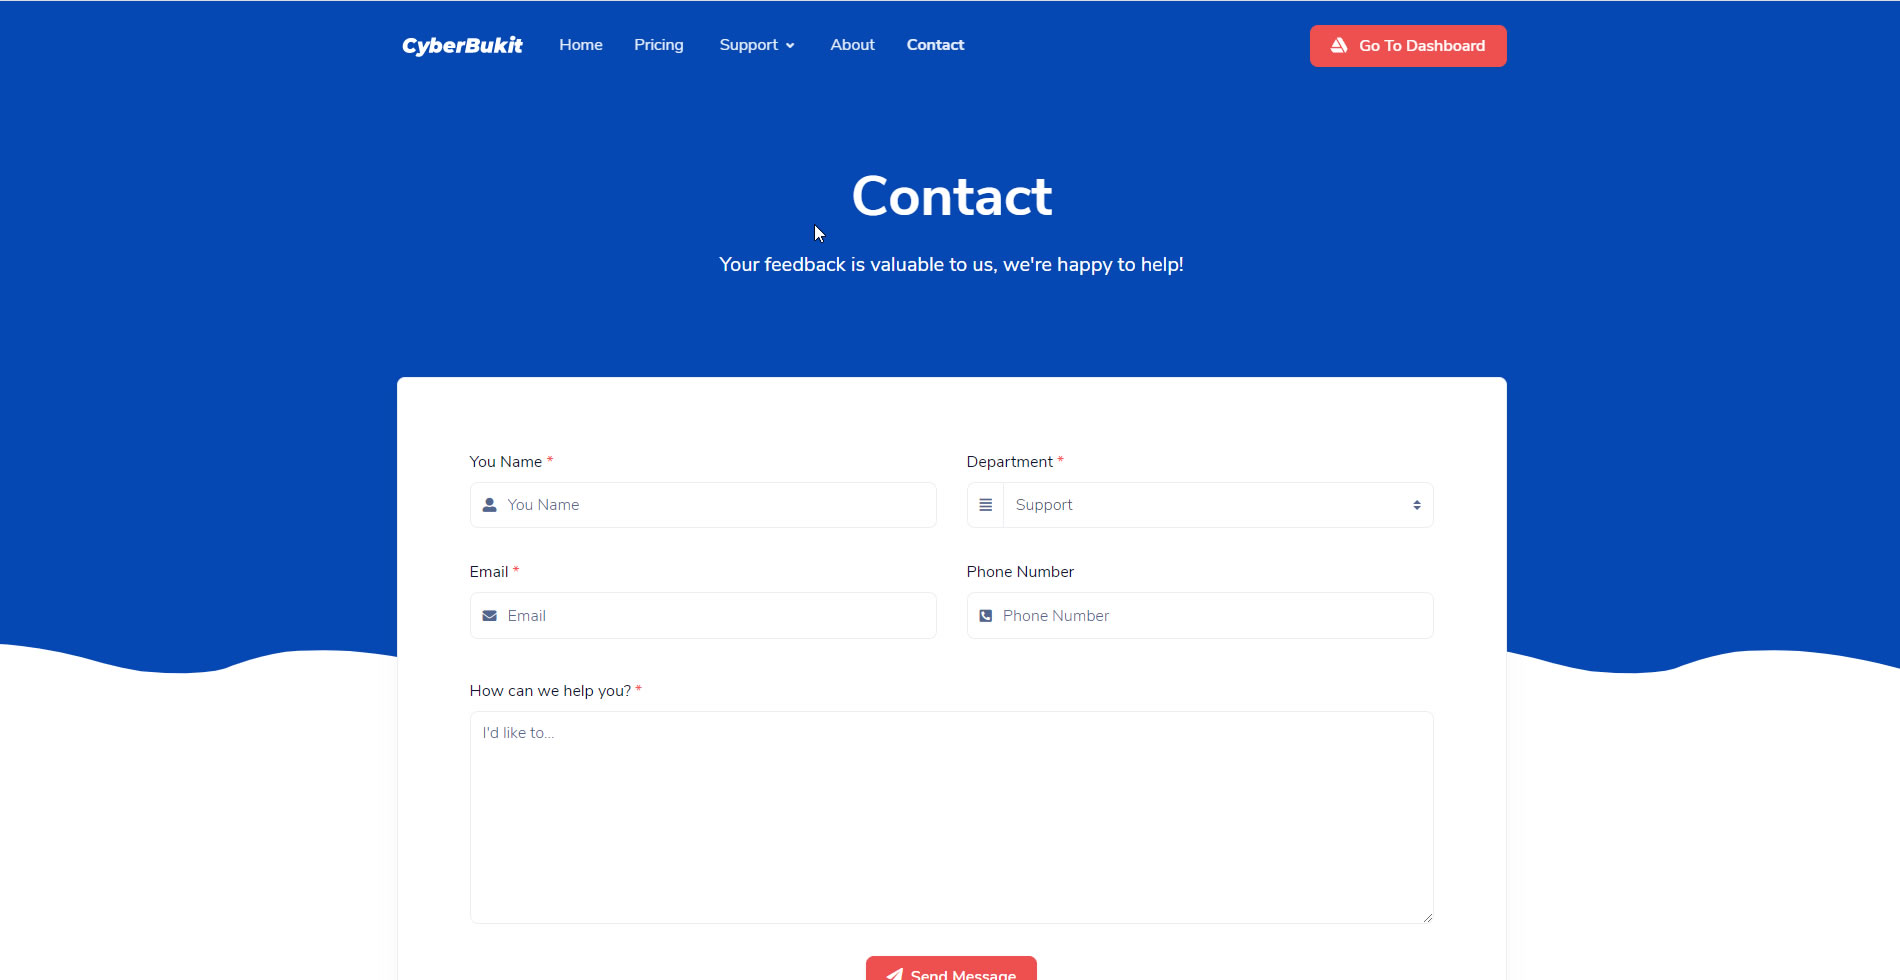 CyberBukit Home Pricing Support About Contact Go To Dashboard
Contact
Your feedback is valuable to us, we're happy to help!
You Name * Department *
You Name Support
Email * Phone Number
Email Phone Number
How can we help you? *
I'd like to...
Send Message